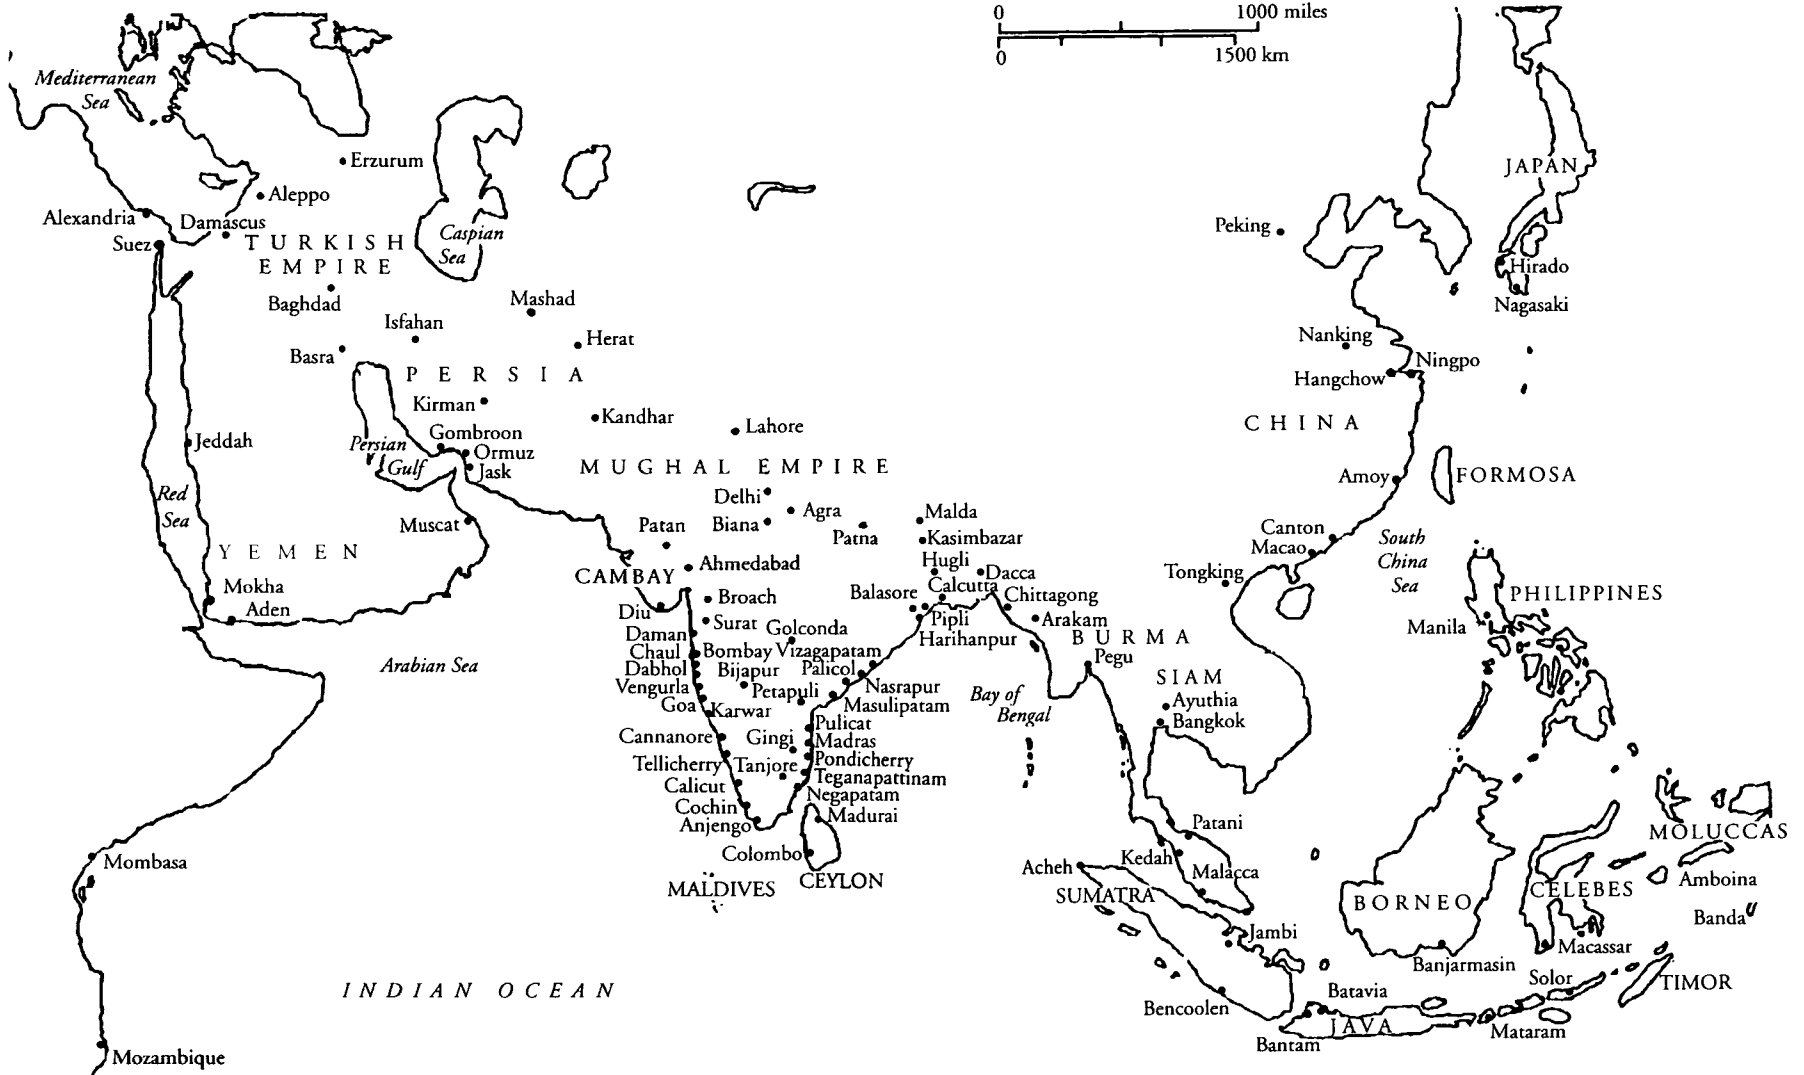 0 1000 miles
0 1500 km
Mediterranean
Sea
Erzurum
Aleppo
Alexandria
Damascus
Suez
TURKISH
EMPIRE
Caspian
Sea
Baghdad
Mashad
Isfahan
Herat
Basra
PERSIA
Kirman
Kandhar
Lahore
Gombroon
Persian
Gulf
Ormuz
Jask
Jeddah
MUGHAL EMPIRE
Delhi
Agra
Biana
Patna
Patan
Malda
Kasimbazar
Red
Sea
Muscat
YEMEN
Mokha
Aden
CAMBAY
Ahmedabad
Hugli
Dacca
Calcutta
Balasore
Chittagong
Diu
Broach
Surat
Golconda
Pipli
Arakam
Harihanpur
BURMA
Pegu
Daman
Chaul
Bombay
Vizagapatam
Dabhol
Bijapur
Palicol
Vengurla
Petapuli
Nasrapur
Goa
Karwar
Masulipatam
Arabian Sea
Bay of
Bengal
Pulicat
Cannanore
Gingi
Madras
Tellicherry
Tanjore
Pondicherry
Calicut
Teganapattinam
Cochin
Negapatam
Anjengo
Madurai
Colombo
CEYLON
MALDIVES
Mombasa
INDIAN OCEAN
Mozambique
JAPAN
Peking
Hirado
Nagasaki
Nanking
Ningpo
Hangchow
CHINA
Amoy
FORMOSA
Canton
Macao
South
China
Sea
Tongking
PHILIPPINES
Manila
SIAM
Ayuthia
Bangkok
Patani
Kedah
Malacca
Acheh
SUMATRA
Jambi
Bencoolen
BORNEO
Banjarmasin
CELEBES
Macassar
MOLUCCAS
Amboina
Banda
Solor
TIMOR
Batavia
JAVA
Bantam
Mataram